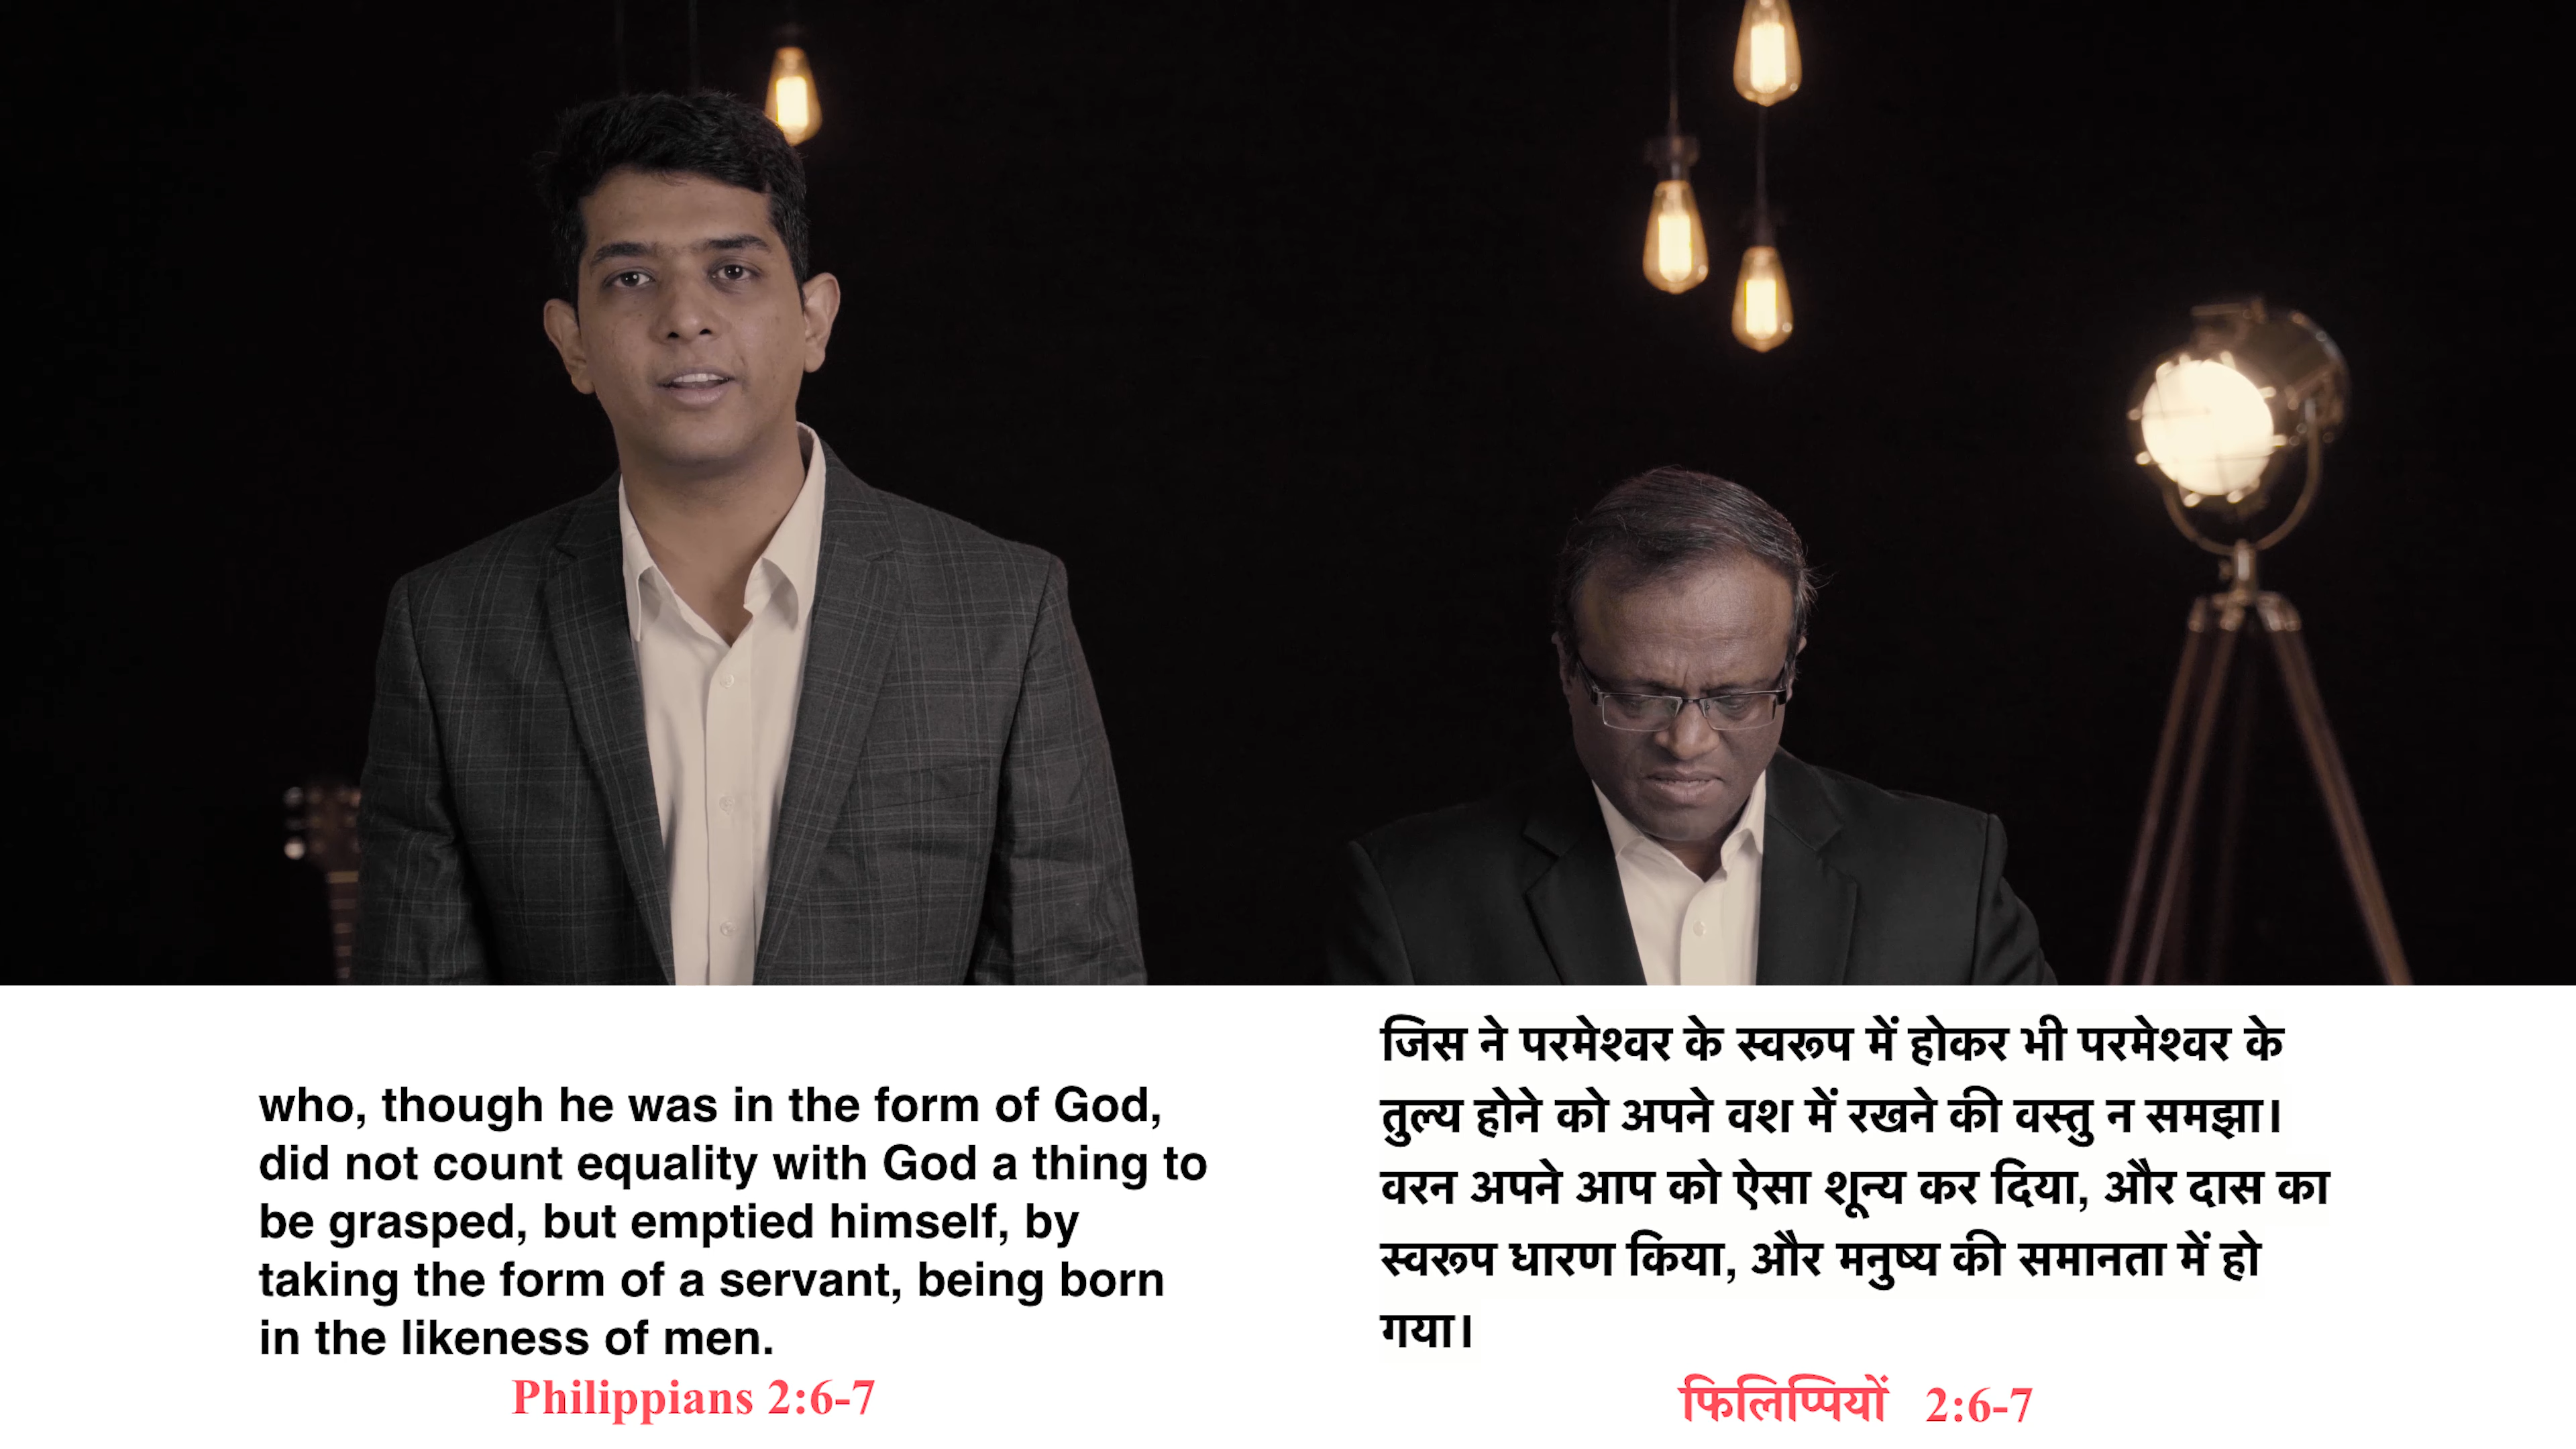 who, though he was in the form of God,
did not count equality with God a thing to
be grasped, but emptied himself, by
taking the form of a servant, being born
in the likeness of men.
Philippians 2:6-7
जिस ने परमेश्वर के स्वरूप में होकर भी परमेश्वर के
तुल्य होने को अपने वश में रखने की वस्तु न समझा।
वरन अपने आप को ऐसा शून्य कर दिया, और दास का
स्वरूप धारण किया, और मनुष्य की समानता में हो
गया।
फिलिप्पियों 2:6-7